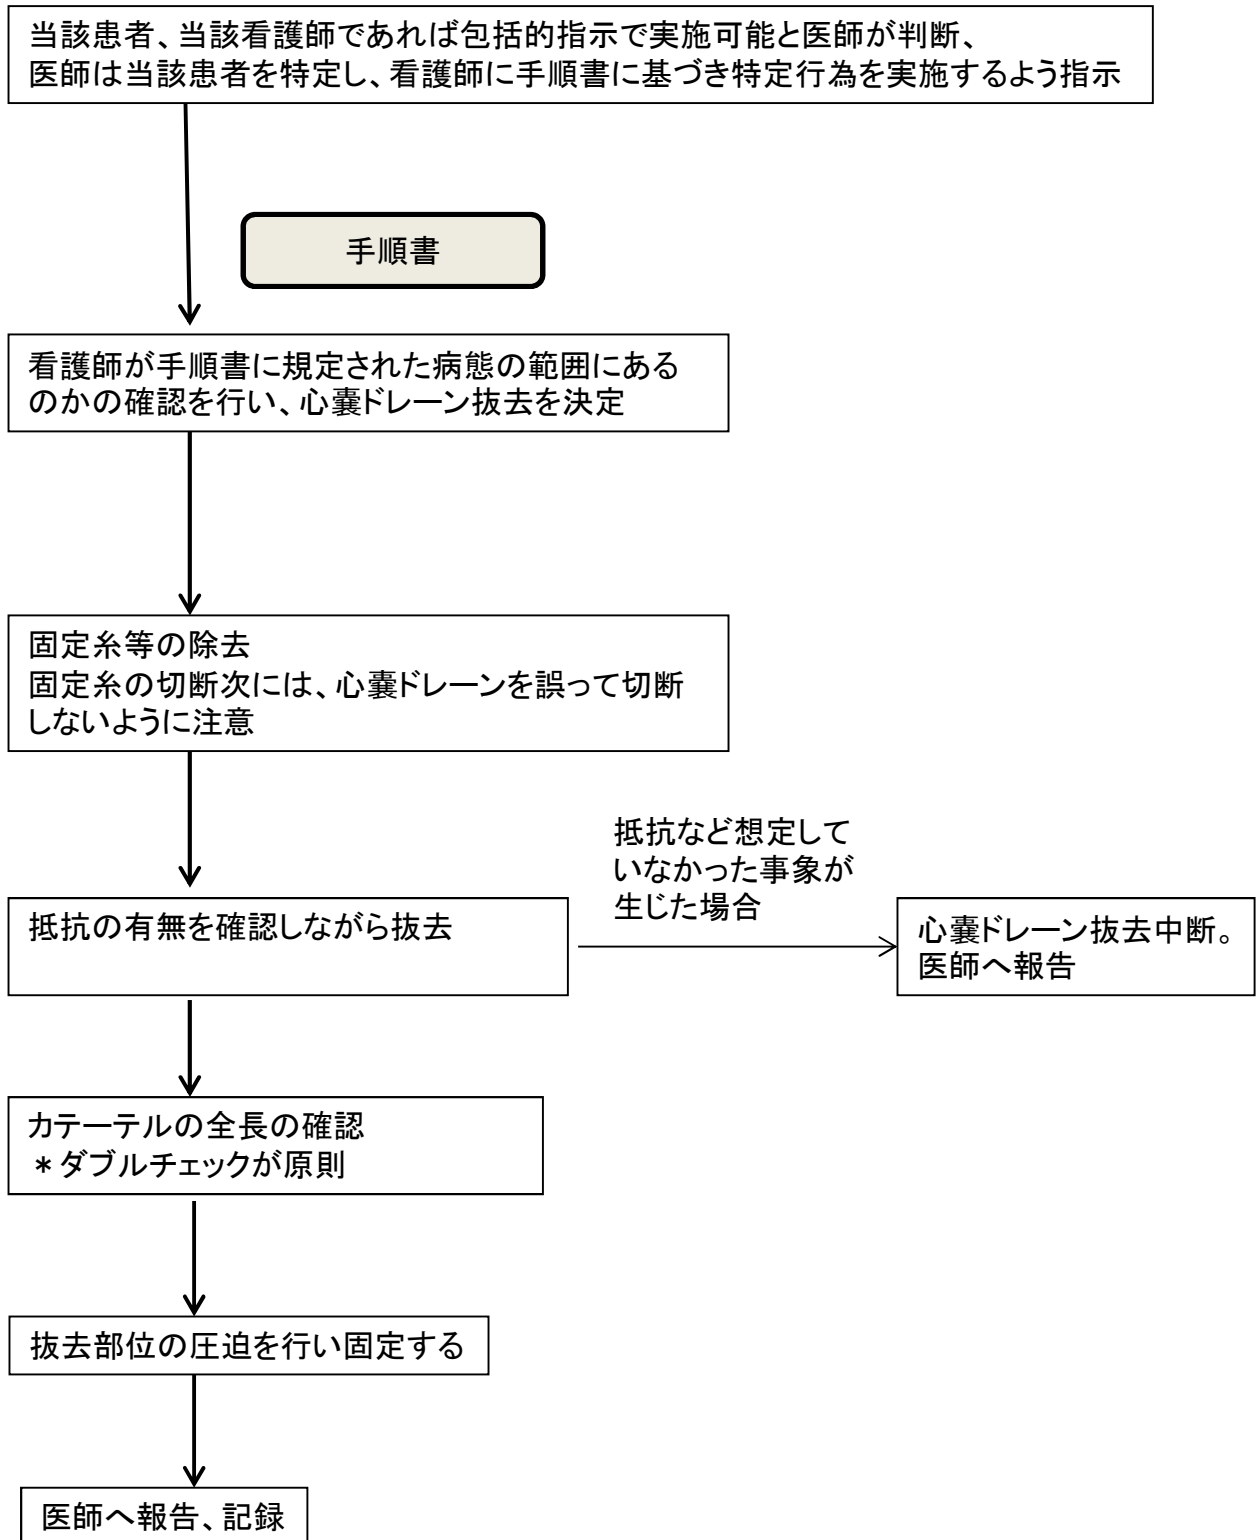 当該患者、当該看護師であれば包括的指示で実施可能と医師が判断、
医師は当該患者を特定し、看護師に手順書に基づき特定行為を実施するよう指示
手順書
看護師が手順書に規定された病態の範囲にある
のかの確認を行い、心嚢ドレーン抜去を決定
固定糸等の除去
固定糸の切断次には、心嚢ドレーンを誤って切断
しないように注意
抵抗など想定して
いなかった事象が
生じた場合
抵抗の有無を確認しながら抜去
心嚢ドレーン抜去中断。
医師へ報告
カテーテルの全長の確認
＊ダブルチェックが原則
抜去部位の圧迫を行い固定する
医師へ報告、記録